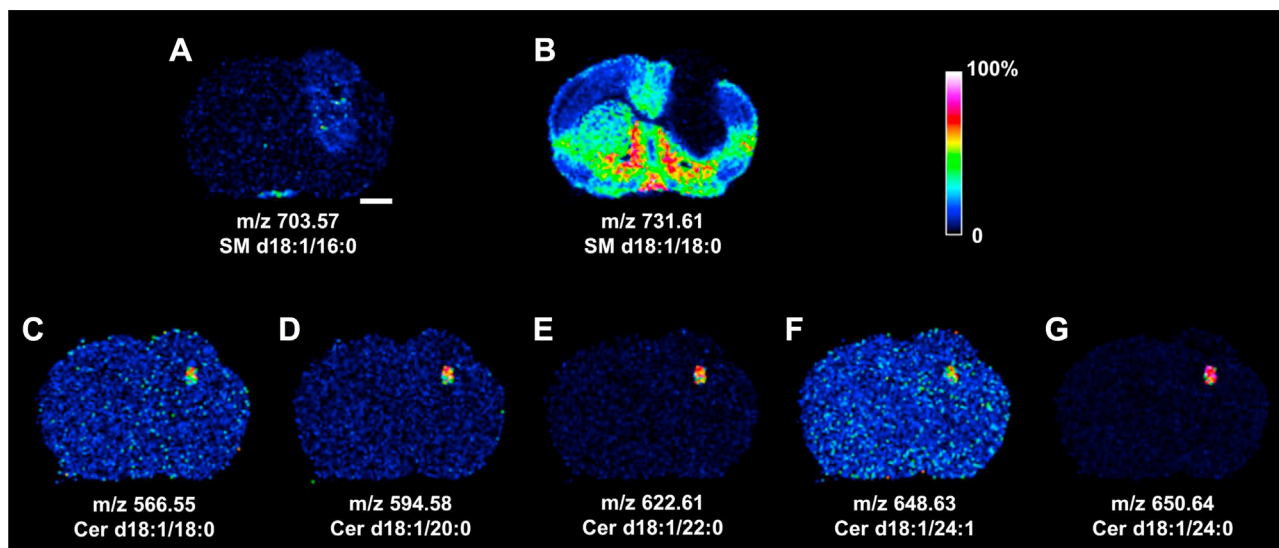 A
B
100%
0
m/z 703.57
SM d18:1/16:0
m/z 731.61
SM d18:1/18:0
C
D
E
F
G
m/z 566.55
Cer d18:1/18:0
m/z 594.58
Cer d18:1/20:0
m/z 622.61
Cer d18:1/22:0
m/z 648.63
Cer d18:1/24:1
m/z 650.64
Cer d18:1/24:0